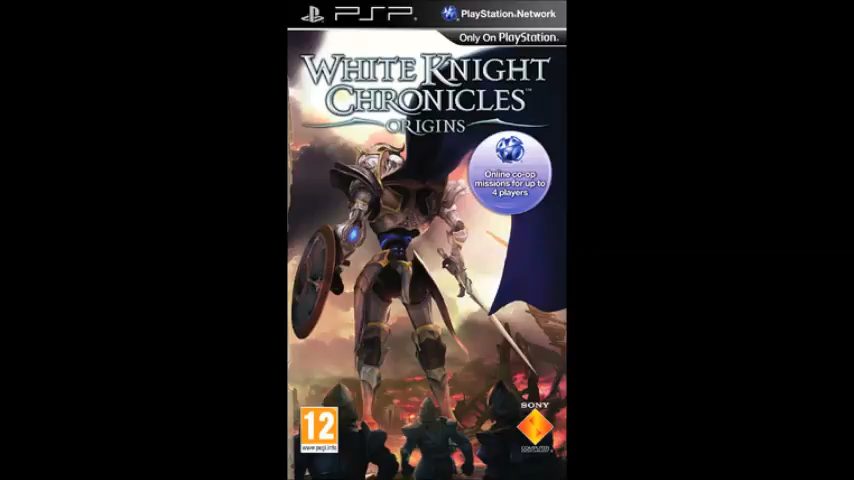 PSP
PlayStation Network
Only On PlayStation
WHITE KNIGHT
CHRONICLES™
ORIGINS
Online co-op
missions for up to
4 players
12
www.pegi.info
SONY